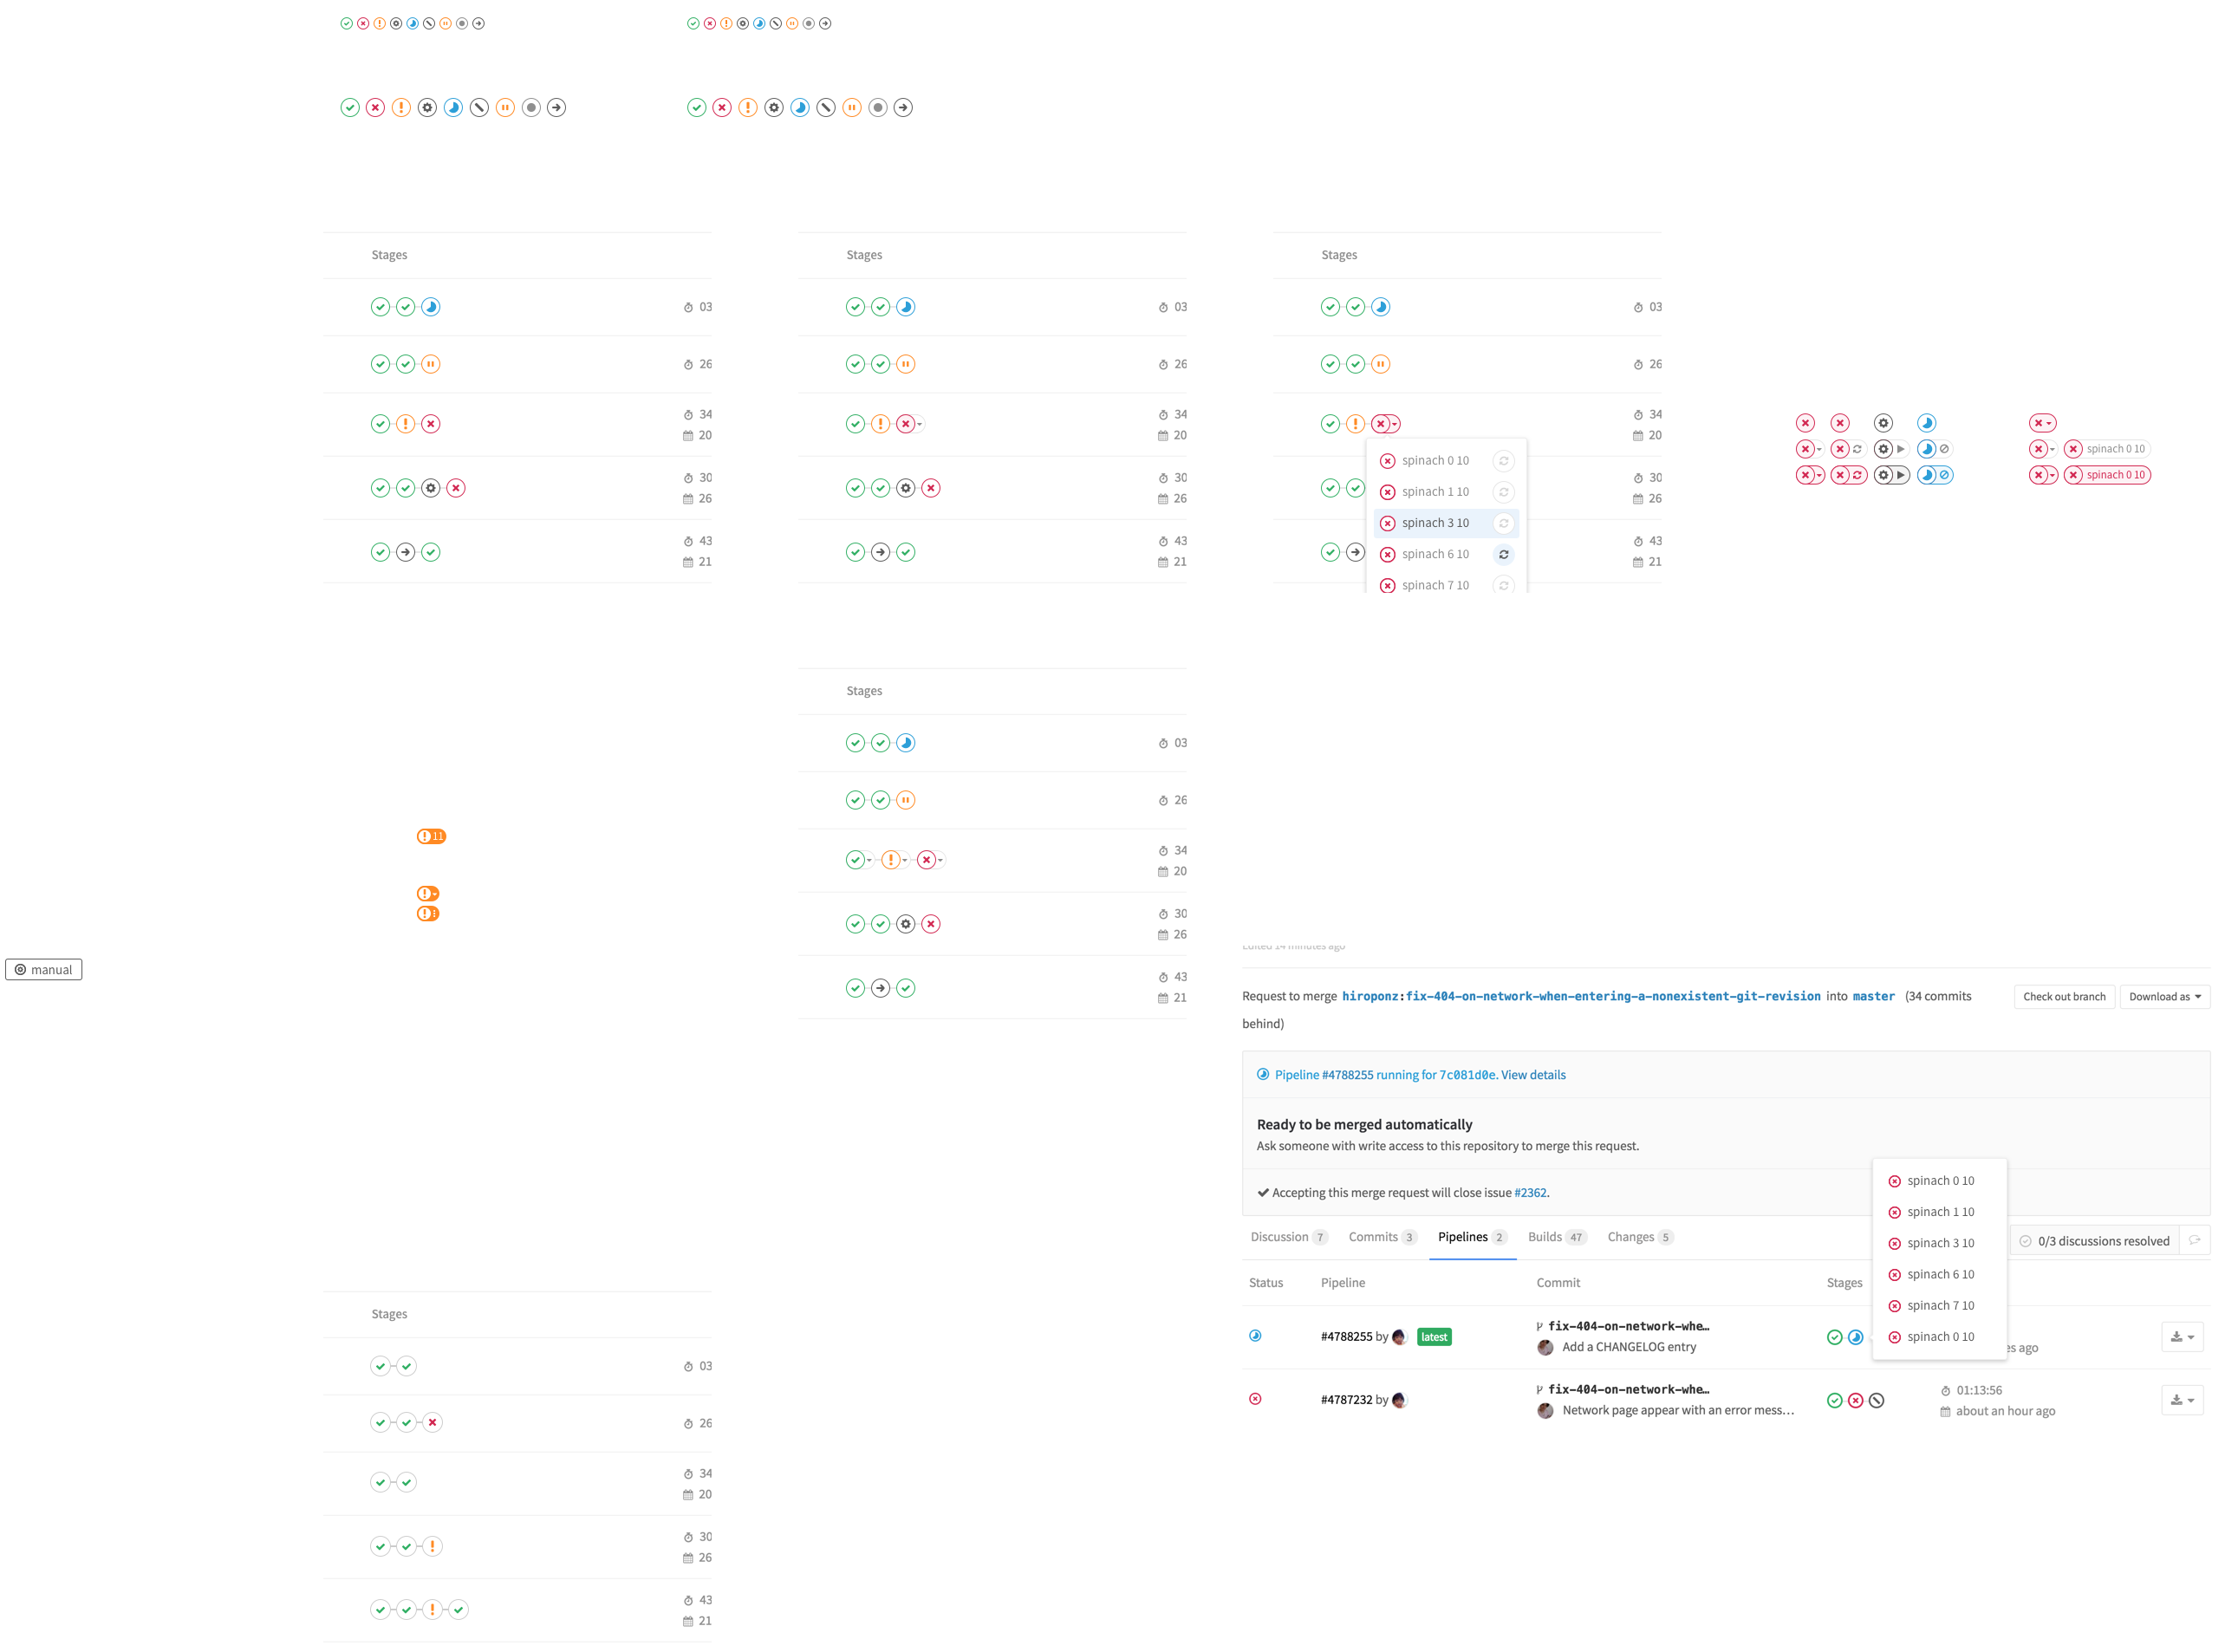 Stages
03
26
34
20
30
26
43
21
Stages
03
26
34
20
30
26
43
21
Stages
03
26
34
20
30
26
43
21
spinach 0 10
spinach 1 10
spinach 3 10
spinach 6 10
spinach 7 10
spinach 0 10
spinach 0 10
Stages
03
26
34
20
30
26
43
21
11
manual
Edited 14 minutes ago
Request to merge hiroponz:fix-404-on-network-when-entering-a-nonexistent-git-revision into master (34 commits
behind)
Check out branch
Download as
Pipeline #4788255 running for 7c081d0e. View details
Ready to be merged automatically
Ask someone with write access to this repository to merge this request.
Accepting this merge request will close issue #2362.
Discussion 7 Commits 3 Pipelines 2 Builds 47 Changes 5
0/3 discussions resolved
spinach 0 10
spinach 1 10
spinach 3 10
spinach 6 10
spinach 7 10
spinach 0 10
Status Pipeline Commit Stages
#4788255 by latest
fix-404-on-network-whe…
Add a CHANGELOG entry
ago
#4787232 by
fix-404-on-network-whe…
Network page appear with an error mess…
01:13:56
about an hour ago
Stages
03
26
34
20
30
26
43
21